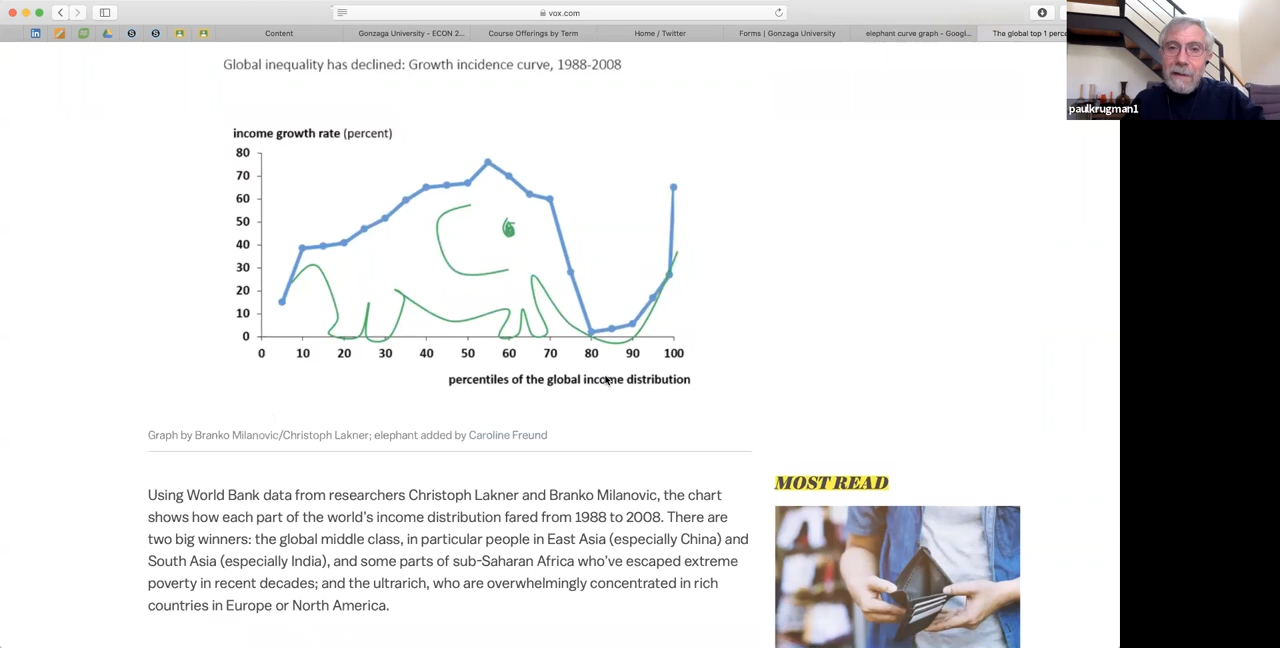 vox.com
Content
Gonzaga University - ECON 2...
Course Offerings by Term
Home / Twitter
Forms | Gonzaga University
elephant curve graph - Googl...
The global top 1 perce
paulkrugman1
Global inequality has declined: Growth incidence curve, 1988-2008
income growth rate (percent)
80
70
60
50
40
30
20
10
0
0 10 20 30 40 50 60 70 80 90 100
percentiles of the global income distribution
Graph by Branko Milanovic/Christoph Lakner; elephant added by Caroline Freund
Using World Bank data from researchers Christoph Lakner and Branko Milanovic, the chart
shows how each part of the world's income distribution fared from 1988 to 2008. There are
two big winners: the global middle class, in particular people in East Asia (especially China) and
South Asia (especially India), and some parts of sub-Saharan Africa who've escaped extreme
poverty in recent decades; and the ultrarich, who are overwhelmingly concentrated in rich
countries in Europe or North America.
MOST READ